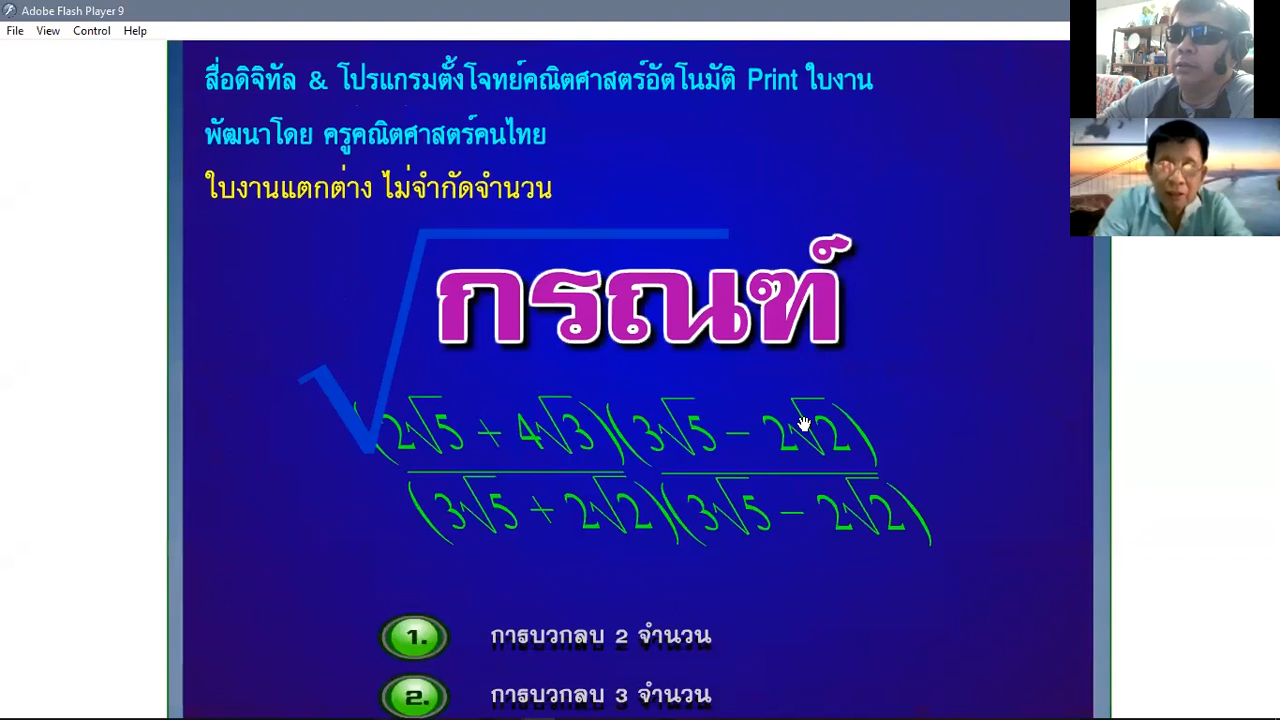 Adobe Flash Player 9
File View Control Help
สื่อดิจิทัล & โปรแกรมตั้งโจทย์คณิตศาสตร์อัตโนมัติ Print ใบงาน
พัฒนาโดย ครูคณิตศาสตร์คนไทย
ใบงานแตกต่าง ไม่จำกัดจำนวน
กรณฑ์
(2√5 + 4√3)(3√5 − 2√2)
(3√5 + 2√2)(3√5 − 2√2)
1. การบวกลบ 2 จำนวน
2. การบวกลบ 3 จำนวน